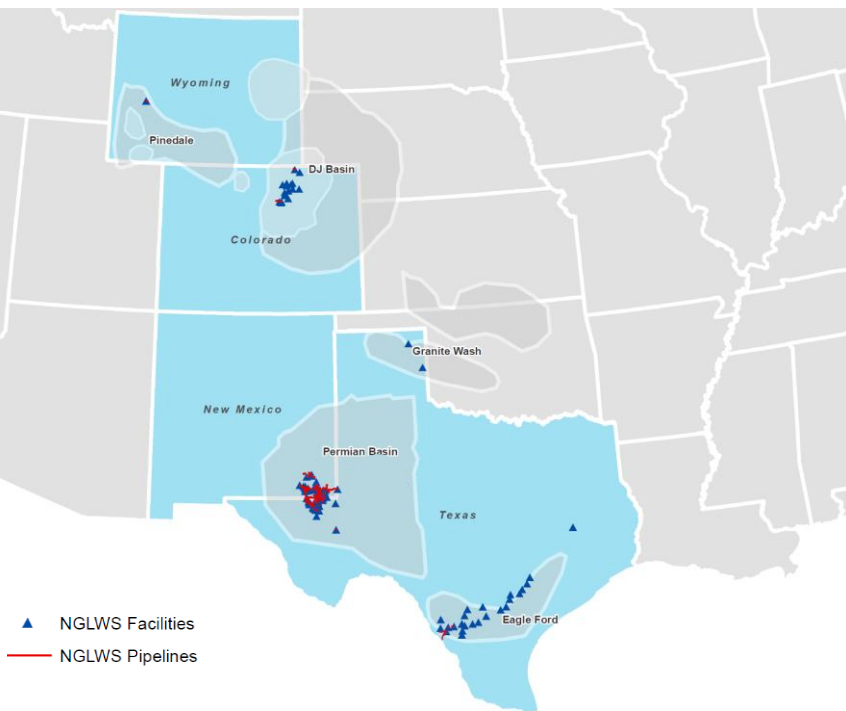 Wyoming
Pinedale
DJ Basin
Colorado
Granite Wash
New Mexico
Permian Basin
Texas
Eagle Ford
NGLWS Facilities
NGLWS Pipelines